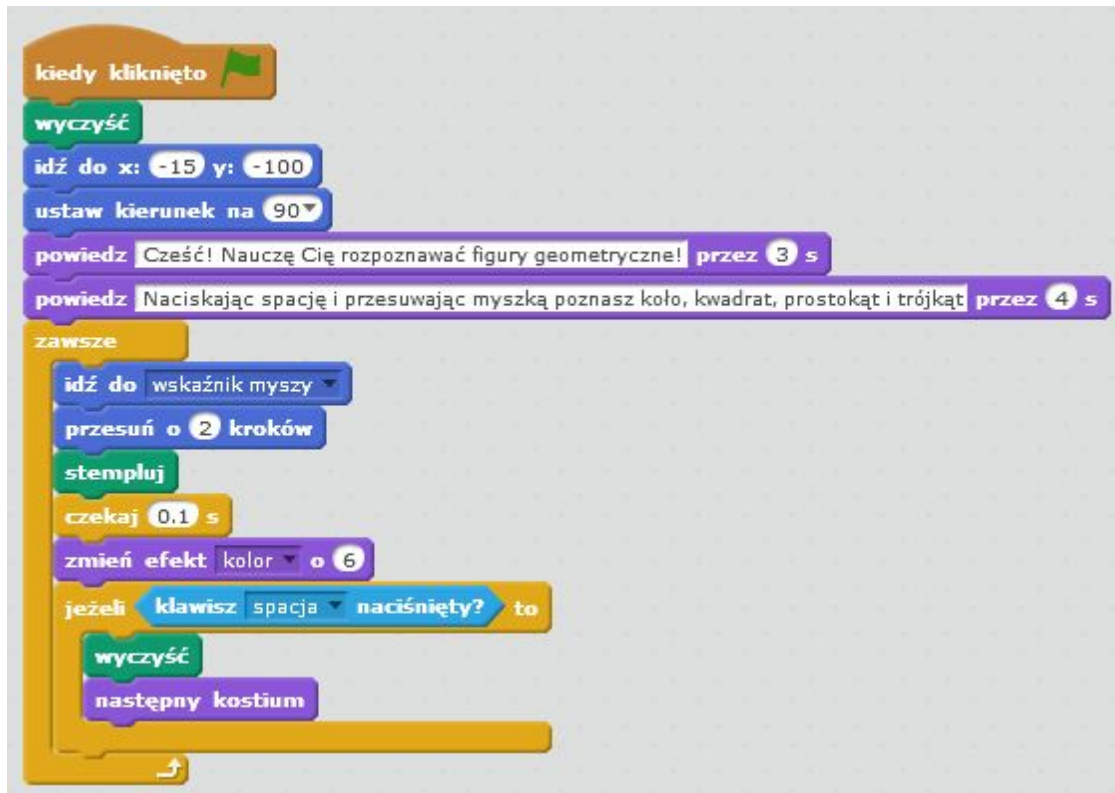 kiedy kliknięto
wyczyść
idź do x: -15 y: -100
ustaw kierunek na 90
powiedz Cześć! Nauczę Cię rozpoznawać figury geometryczne! przez 3 s
powiedz Naciskając spację i przesuwając myszką poznasz koło, kwadrat, prostokąt i trójkąt przez 4 s
zawsze
idź do wskaźnik myszy
przesuń o 2 kroków
stempluj
czekaj 0.1 s
zmień efekt kolor o 6
jeżeli klawisz spacja naciśnięty? to
wyczyść
następny kostium